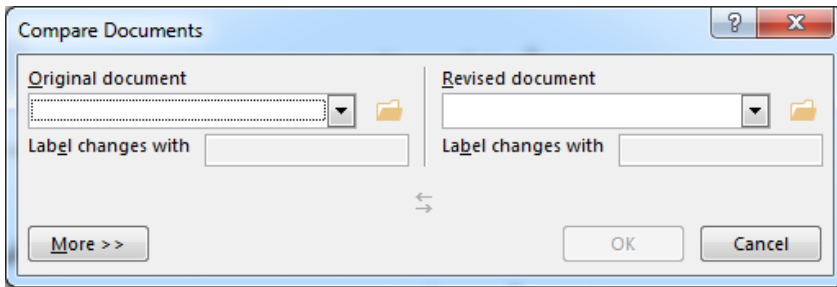 Compare Documents
Original document
Label changes with
Revised document
Label changes with
More >>
OK
Cancel